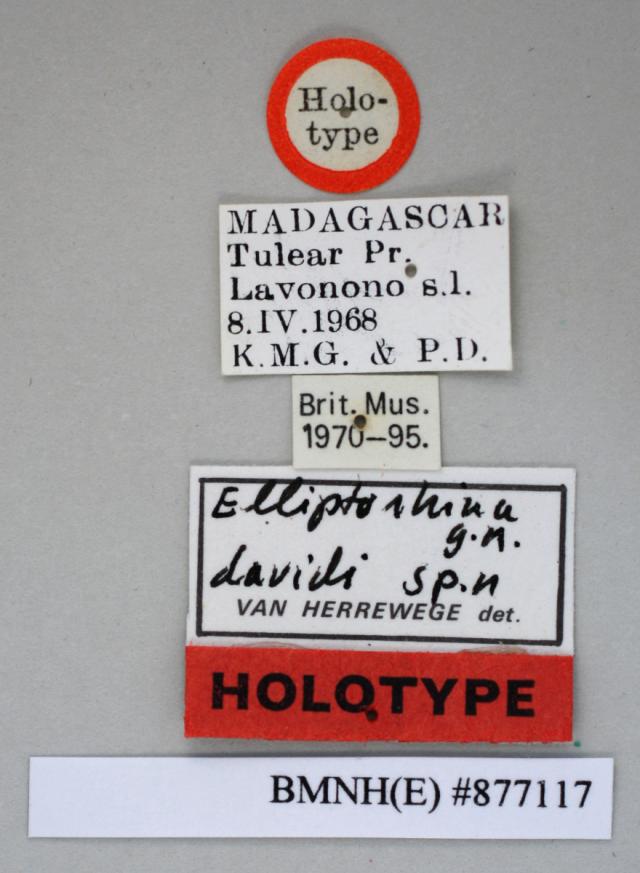 Holo-
type
MADAGASCAR
Tulear Pr.
Lavonono s.l.
8.IV.1968
K.M.G. & P.D.
Brit. Mus.
1970–95.
Elliptorhina
g.n.
davidi sp.n
VAN HERREWEGE det.
HOLOTYPE
BMNH(E) #877117